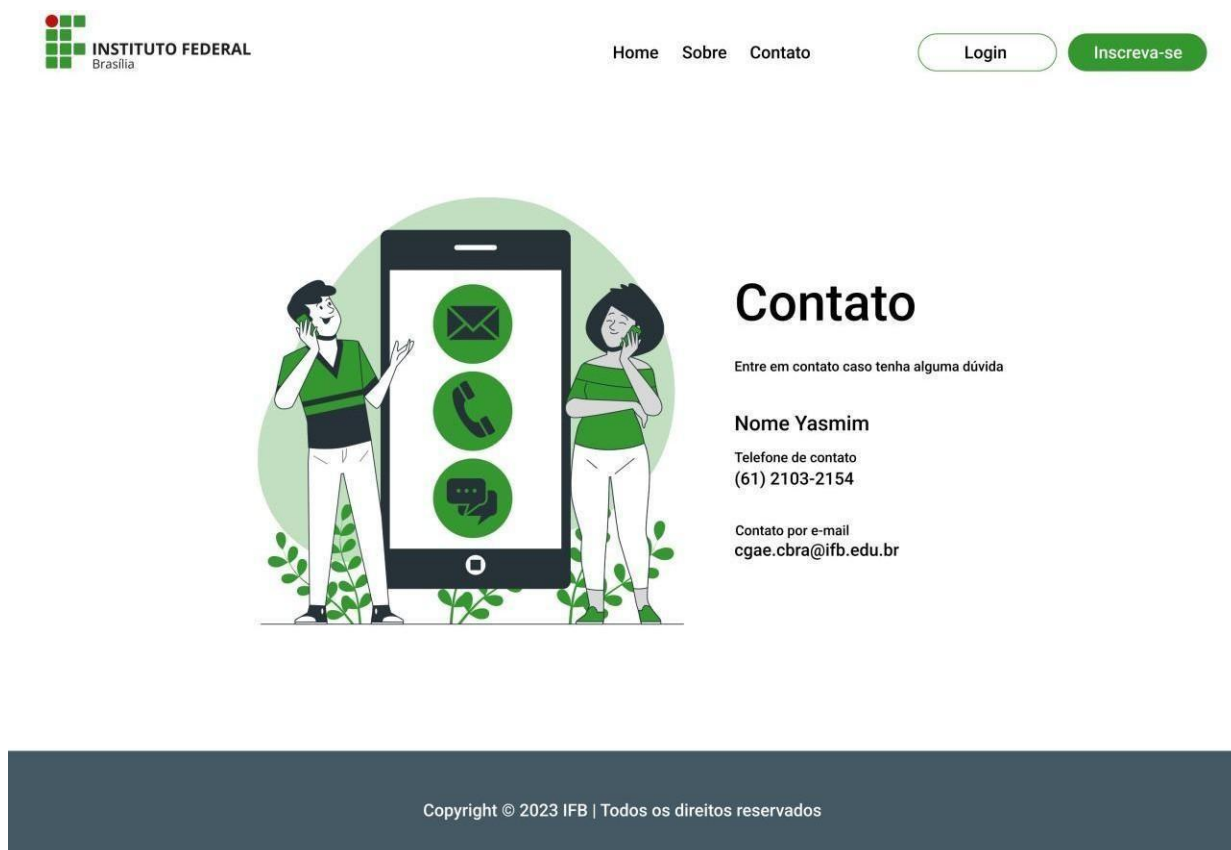 INSTITUTO FEDERAL
Brasília
Home Sobre Contato Login Inscreva-se
Contato
Entre em contato caso tenha alguma dúvida
Nome Yasmim
Telefone de contato
(61) 2103-2154
Contato por e-mail
cgae.cbra@ifb.edu.br
Copyright © 2023 IFB | Todos os direitos reservados